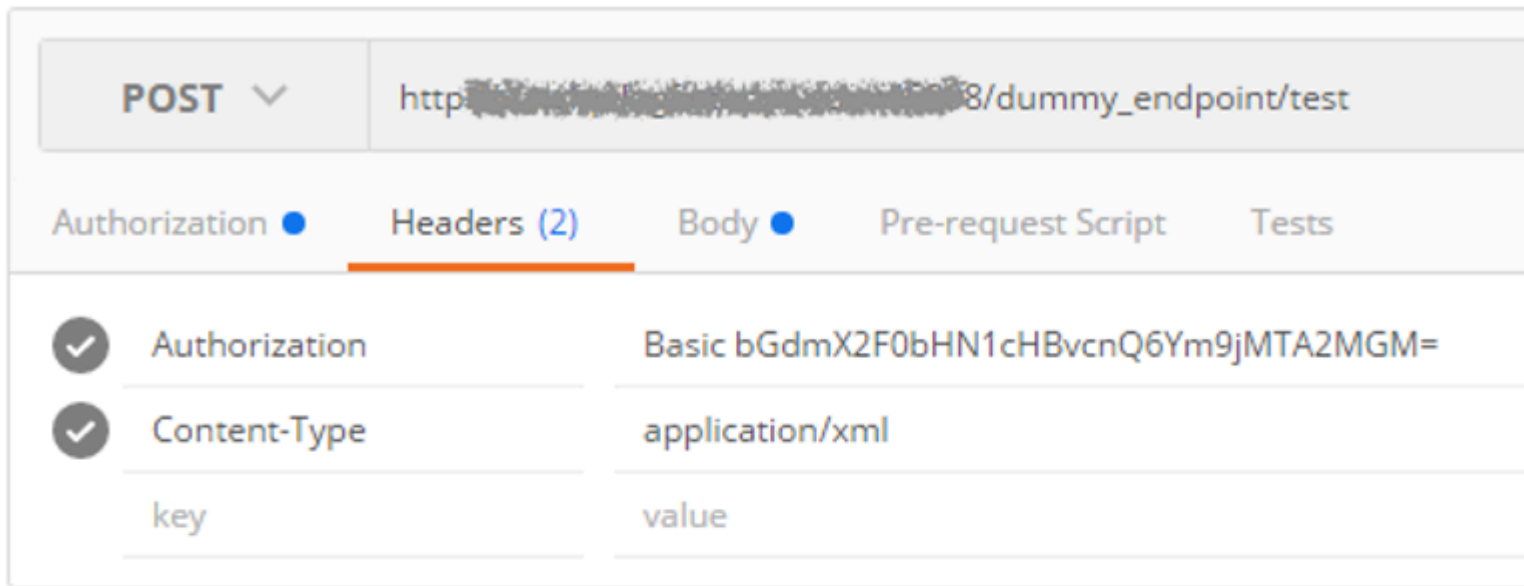 POST http 8/dummy_endpoint/test
Authorization Headers (2) Body Pre-request Script Tests
Authorization Basic bGdmX2F0bHN1cHBvcnQ6Ym9jMTA2MGM=
Content-Type application/xml
key value